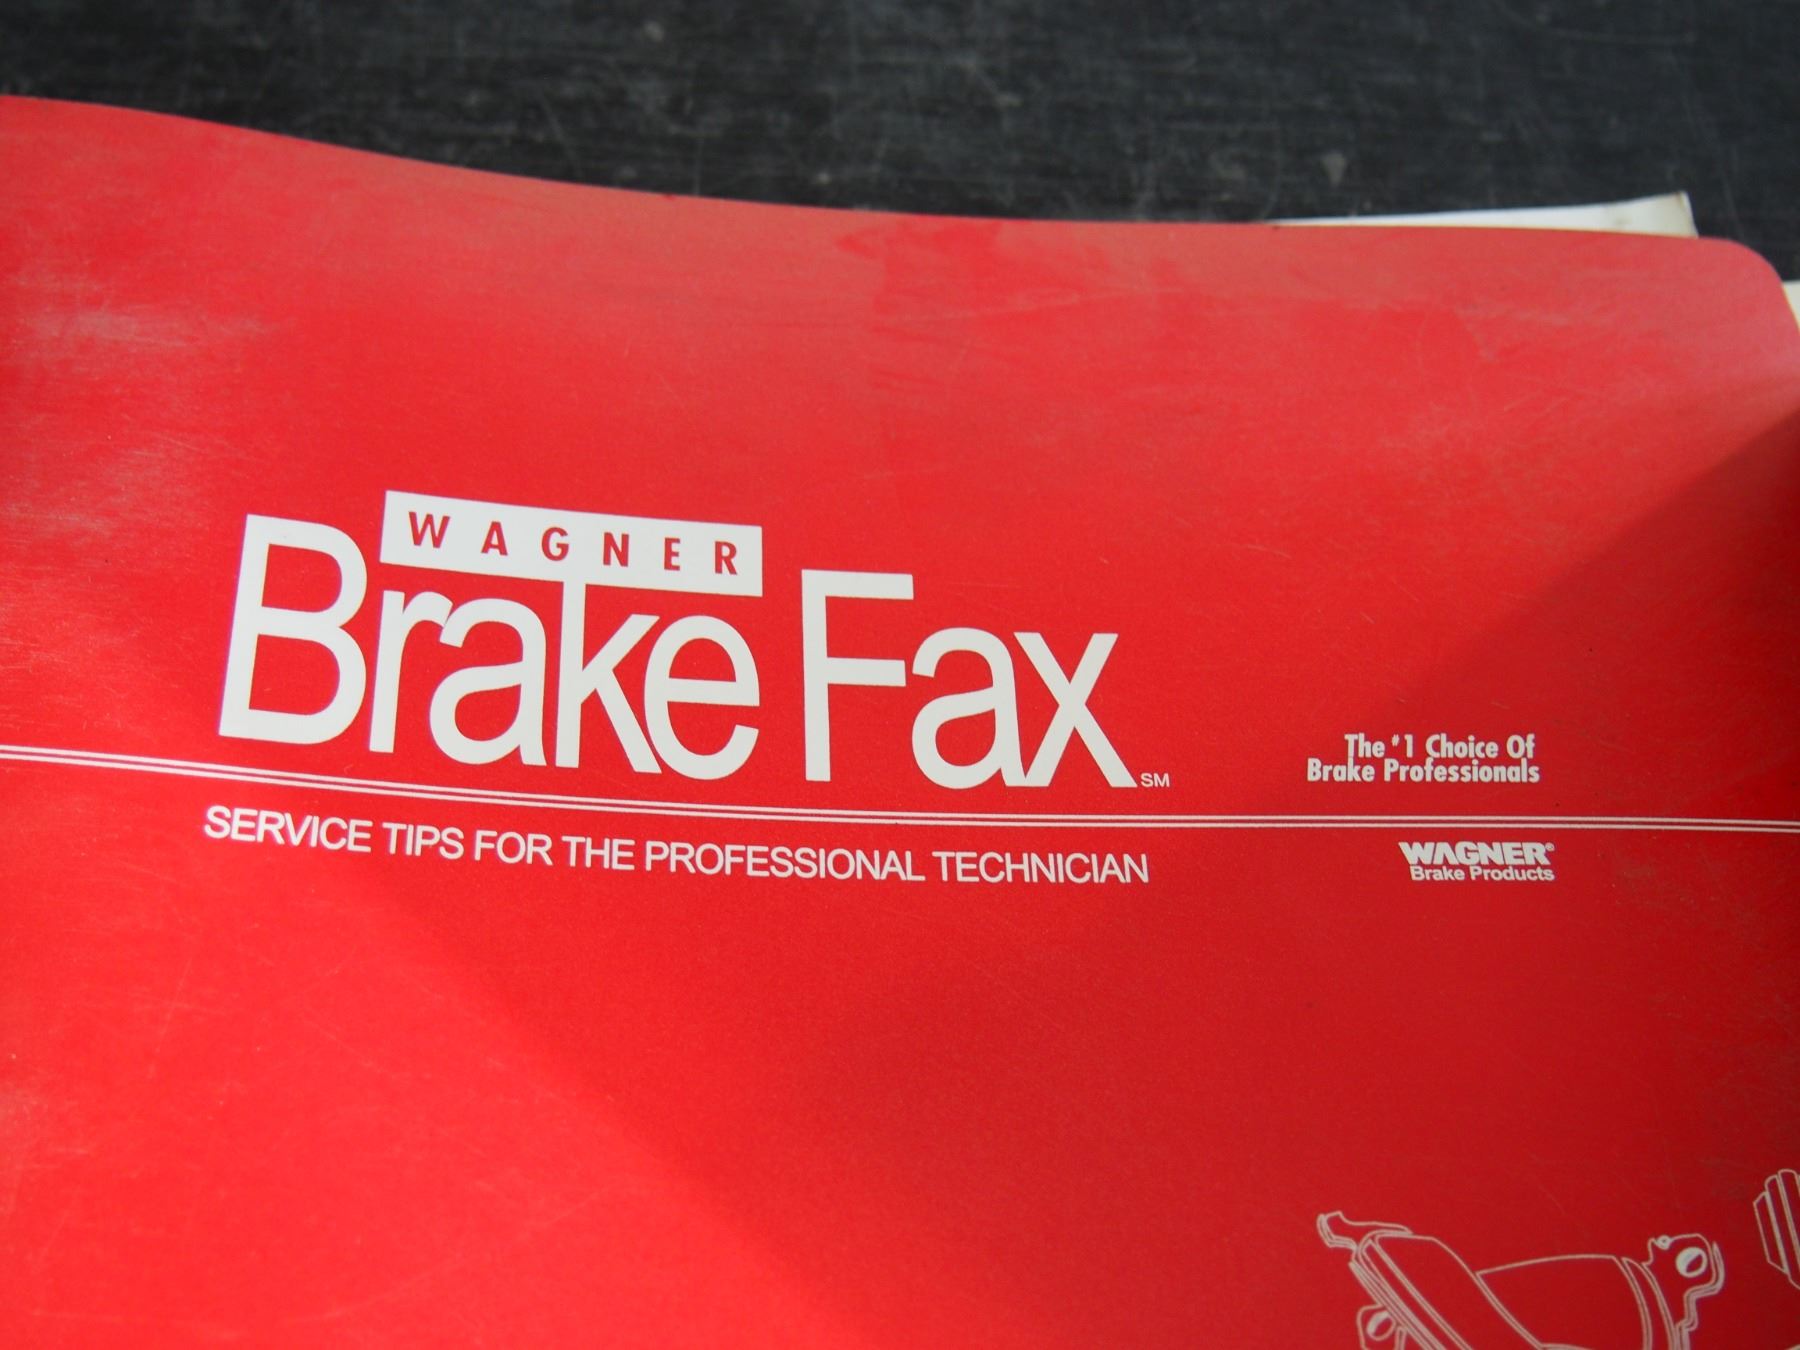 WAGNER
Brake Fax SM
The #1 Choice Of
Brake Professionals
SERVICE TIPS FOR THE PROFESSIONAL TECHNICIAN
WAGNER®
Brake Products